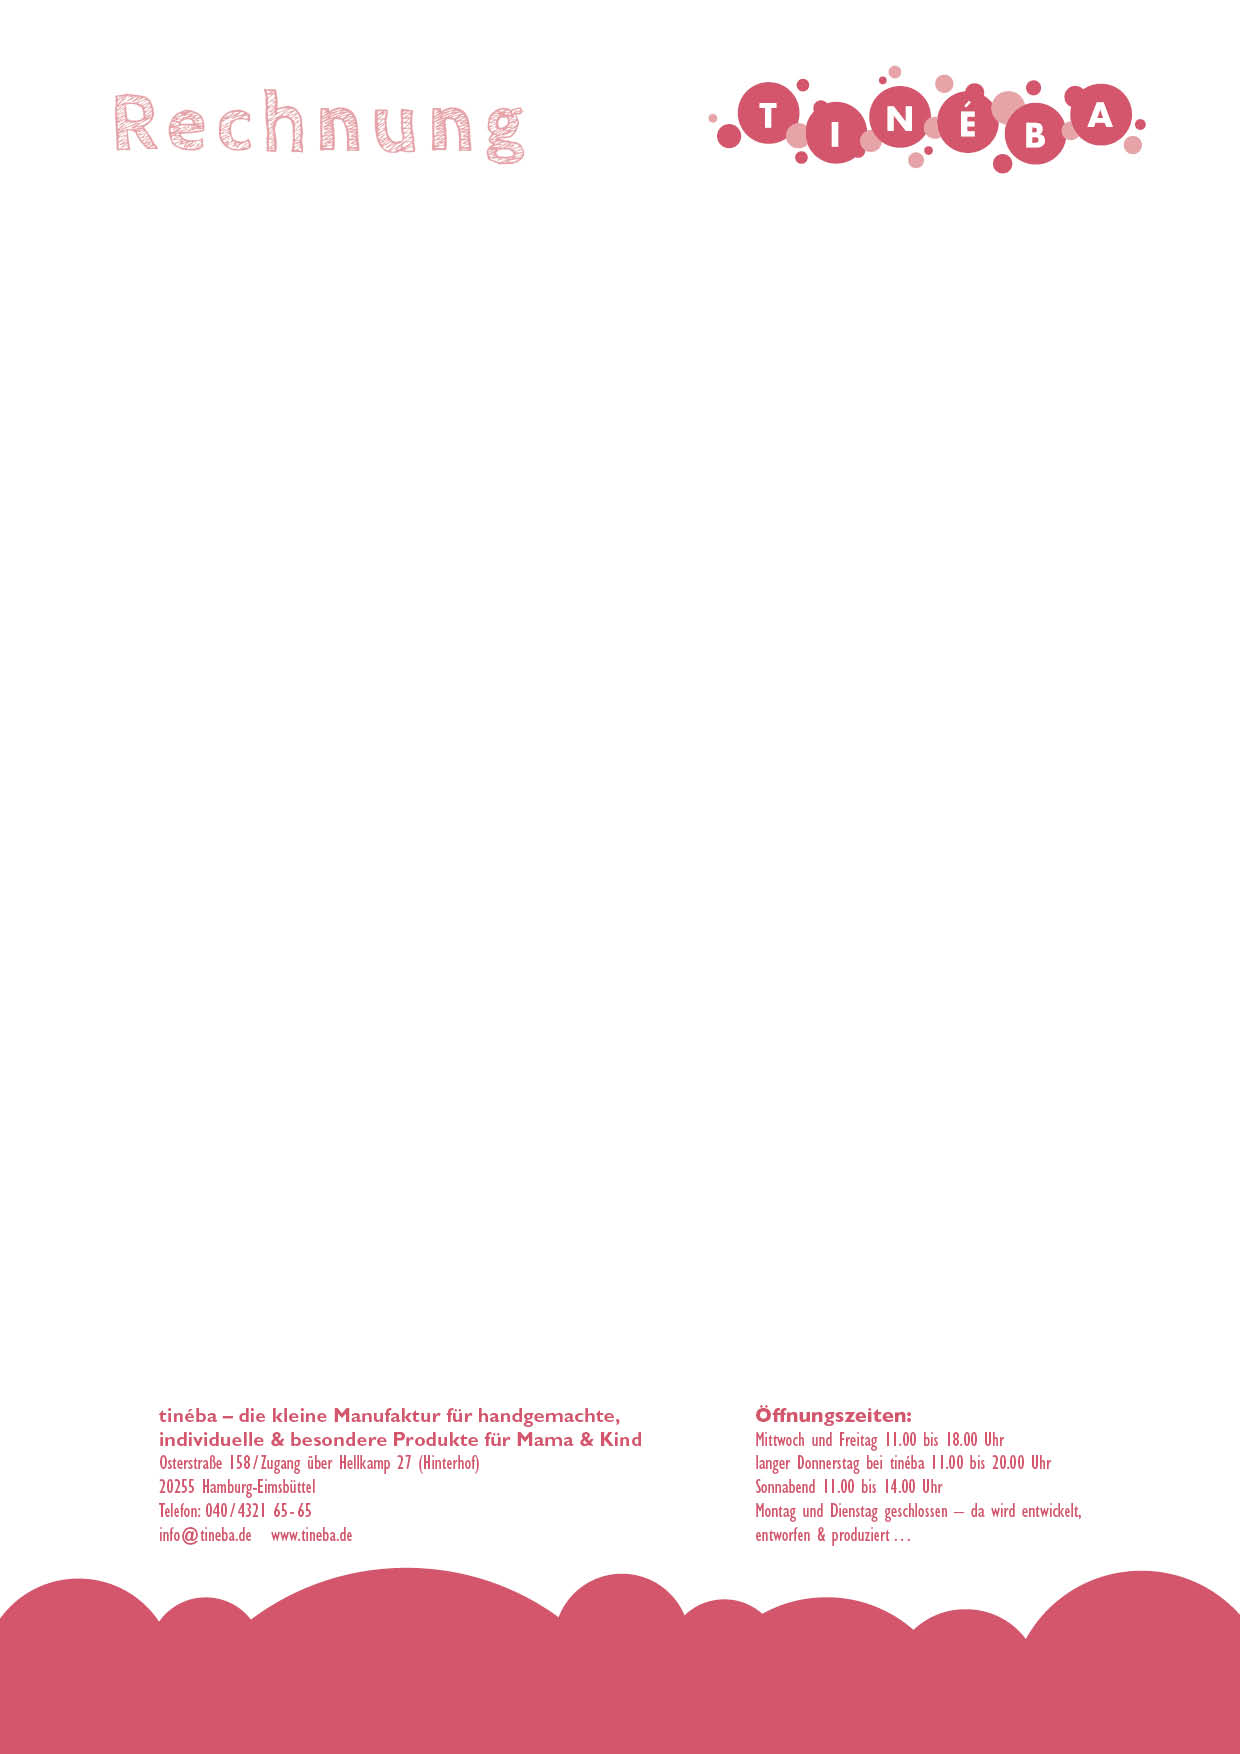 Rechnung
TINÉBA
tinéba – die kleine Manufaktur für handgemachte,
individuelle & besondere Produkte für Mama & Kind
Osterstraße 158 / Zugang über Hellkamp 27 (Hinterhof)
20255 Hamburg-Eimsbüttel
Telefon: 040 / 4321 65 - 65
info@tineba.de www.tineba.de
Öffnungszeiten:
Mittwoch und Freitag 11.00 bis 18.00 Uhr
langer Donnerstag bei tinéba 11.00 bis 20.00 Uhr
Sonnabend 11.00 bis 14.00 Uhr
Montag und Dienstag geschlossen – da wird entwickelt,
entworfen & produziert ...